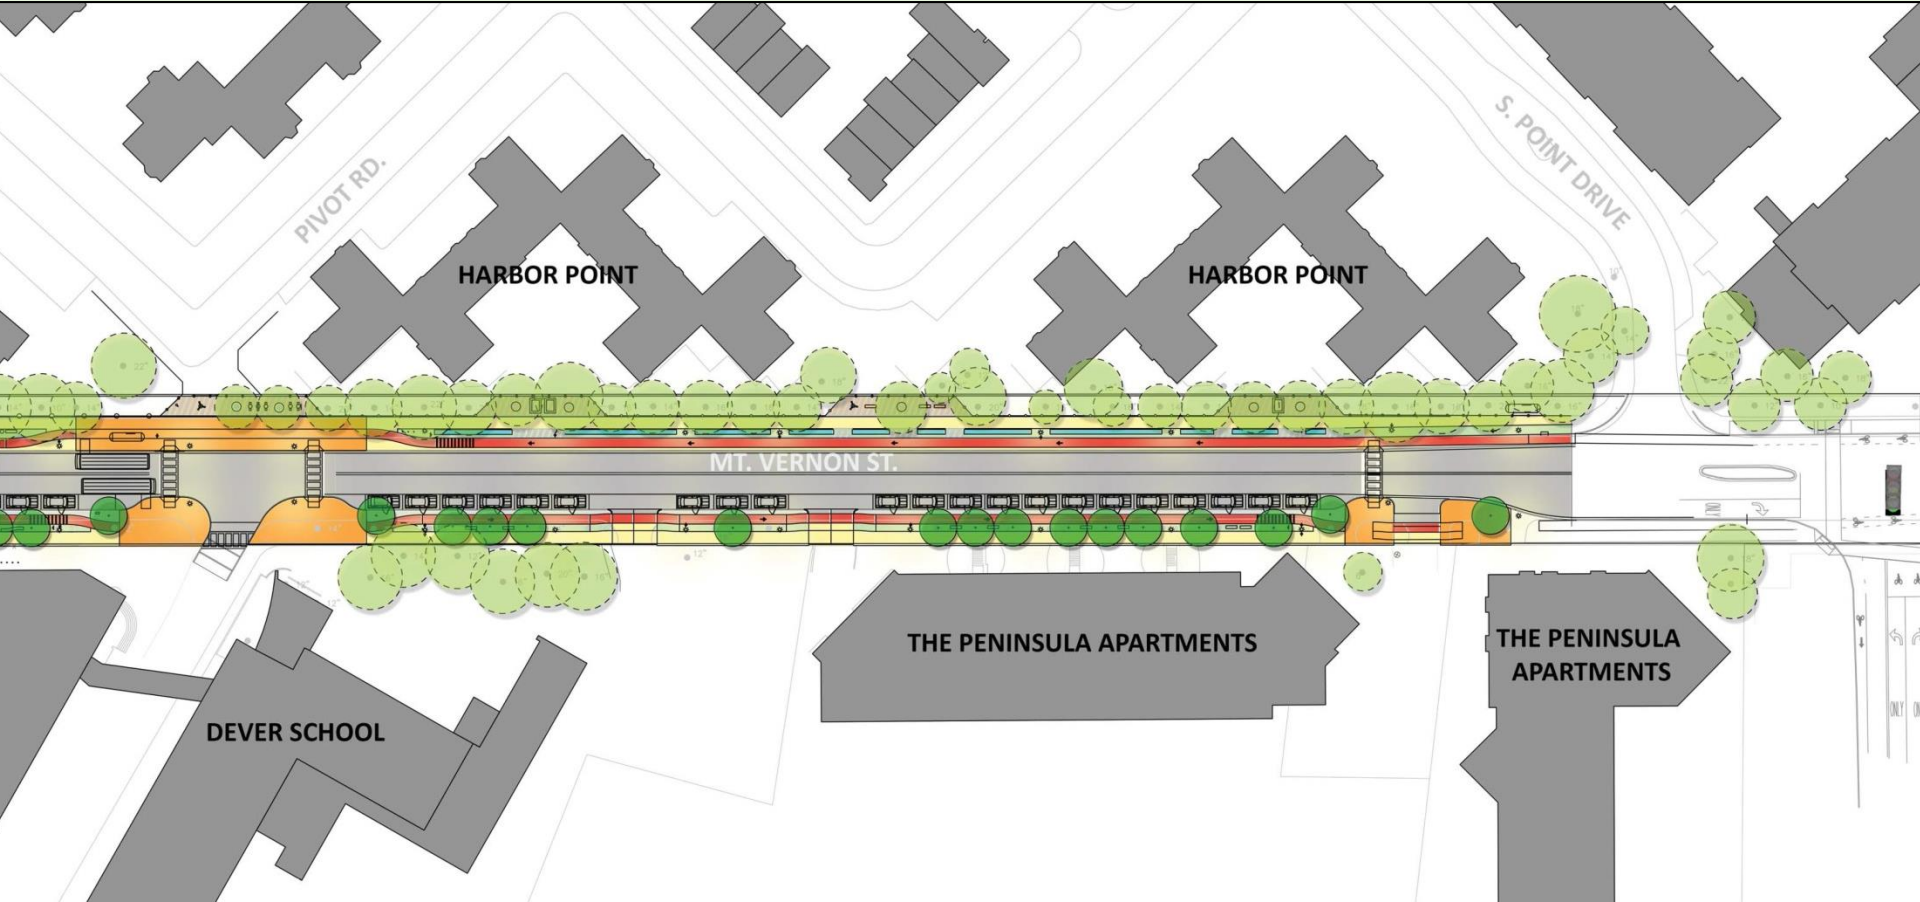 S. POINT DRIVE
PIVOT RD.
HARBOR POINT
HARBOR POINT
MT. VERNON ST.
THE PENINSULA APARTMENTS
THE PENINSULA
APARTMENTS
DEVER SCHOOL
ONLY